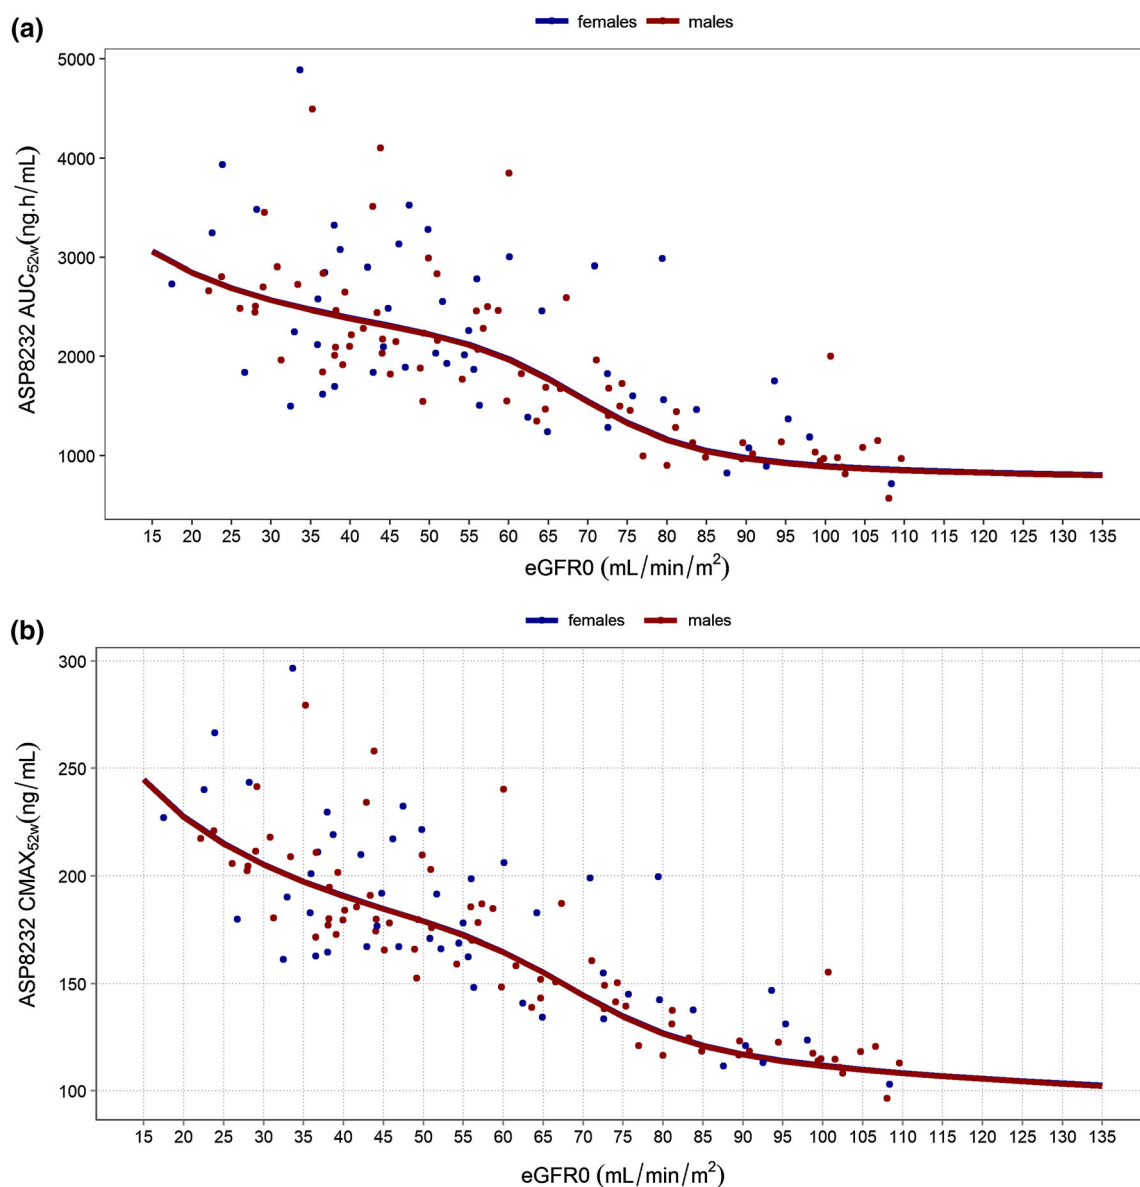 (a)
females males
ASP8232 AUC52w(ng.h/mL)
5000
4000
3000
2000
1000
15 20 25 30 35 40 45 50 55 60 65 70 75 80 85 90 95 100 105 110 115 120 125 130 135
eGFR0 (mL/min/m2)
(b)
females males
ASP8232 CMAX52w(ng/mL)
300
250
200
150
100
15 20 25 30 35 40 45 50 55 60 65 70 75 80 85 90 95 100 105 110 115 120 125 130 135
eGFR0 (mL/min/m2)